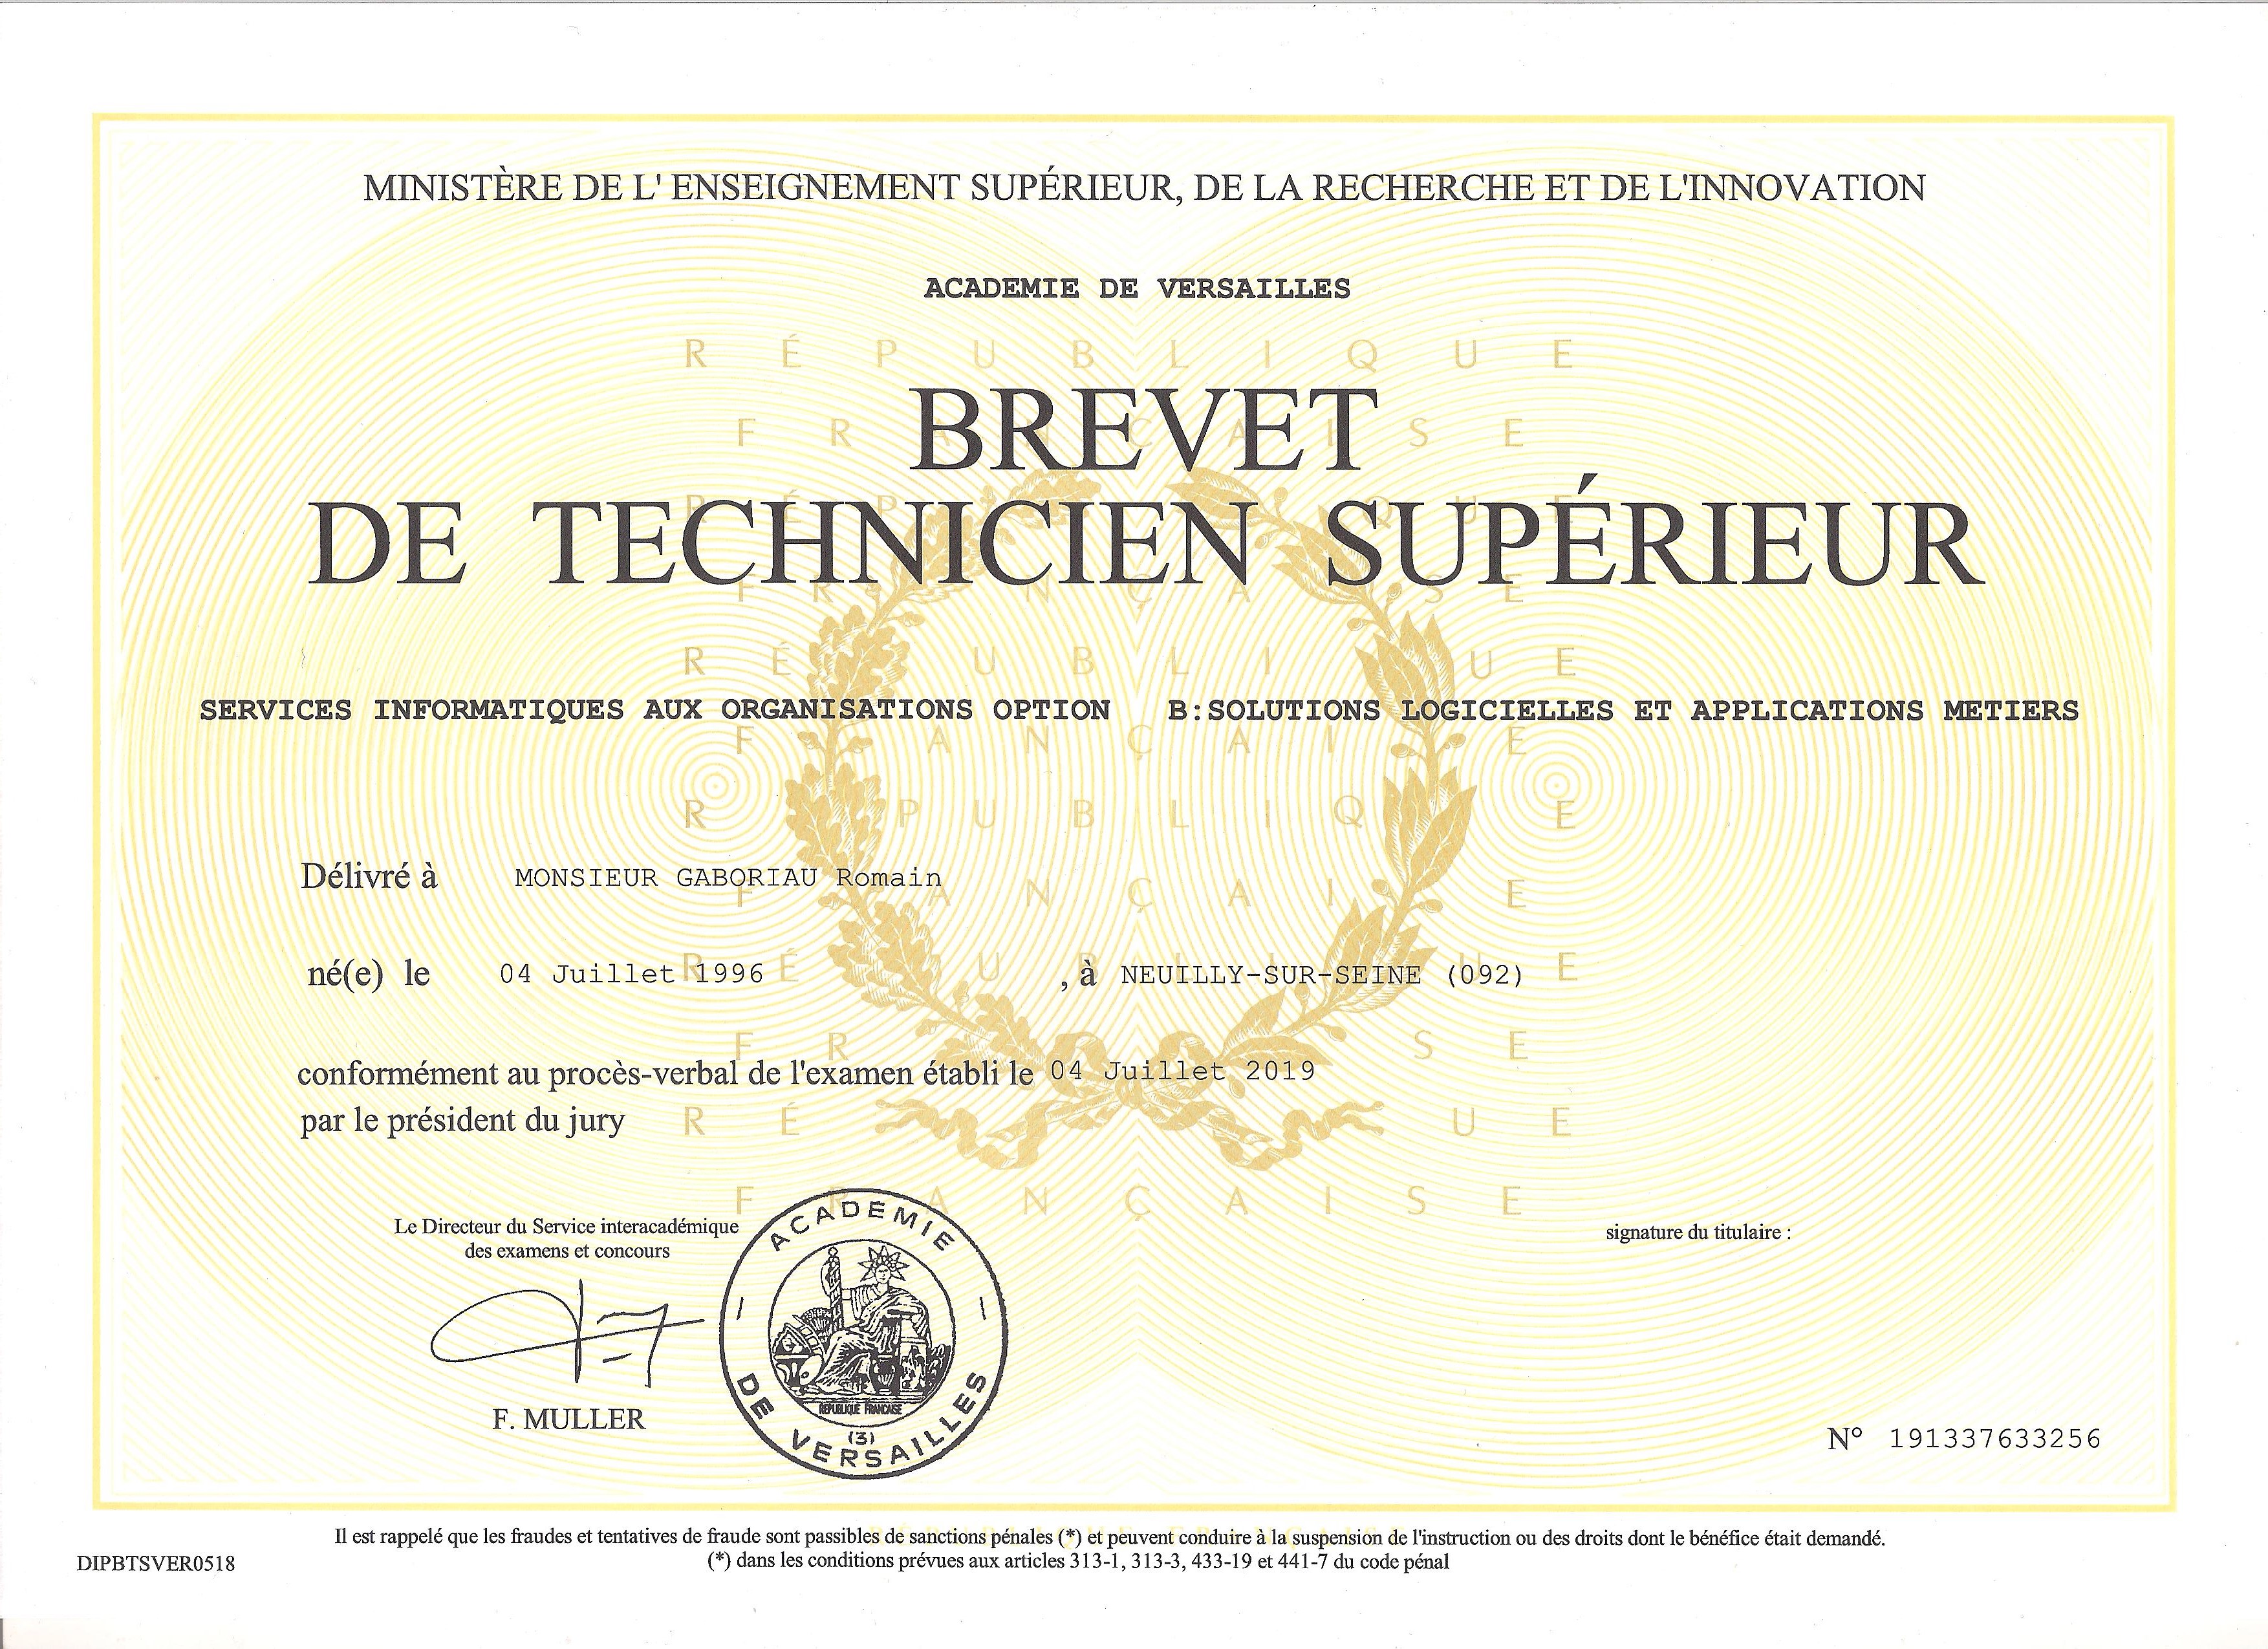 MINISTÈRE DE L' ENSEIGNEMENT SUPÉRIEUR, DE LA RECHERCHE ET DE L'INNOVATION
ACADEMIE DE VERSAILLES
RÉPUBLIQUE
FRANÇAISE
BREVET
DE TECHNICIEN SUPÉRIEUR
SERVICES INFORMATIQUES AUX ORGANISATIONS OPTION B:SOLUTIONS LOGICIELLES ET APPLICATIONS METIERS
Délivré à MONSIEUR GABORIAU Romain
né(e) le 04 Juillet 1996 , à NEUILLY-SUR-SEINE (092)
conformément au procès-verbal de l'examen établi le 04 Juillet 2019
par le président du jury
Le Directeur du Service interacadémique
des examens et concours
F. MULLER
ACADÉMIE
DE VERSAILLES
RÉPUBLIQUE FRANÇAISE
(3)
signature du titulaire :
N° 191337633256
Il est rappelé que les fraudes et tentatives de fraude sont passibles de sanctions pénales (*) et peuvent conduire à la suspension de l'instruction ou des droits dont le bénéfice était demandé.
(*) dans les conditions prévues aux articles 313-1, 313-3, 433-19 et 441-7 du code pénal
DIPBTSVER0518